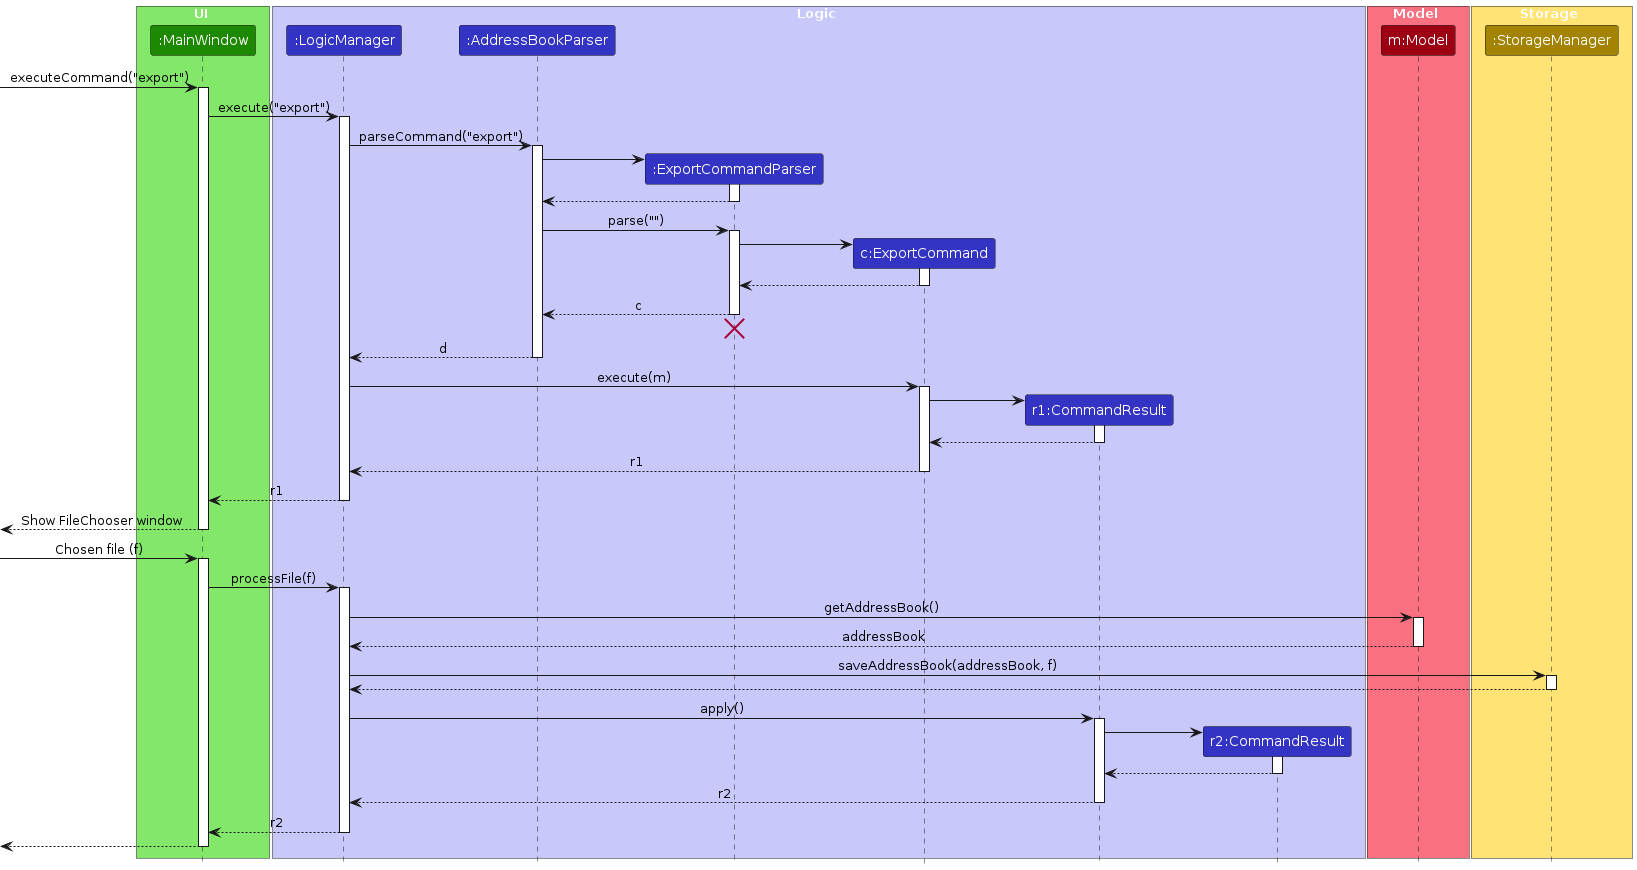 UI
Logic
Model
Storage
:MainWindow
:LogicManager
:AddressBookParser
m:Model
:StorageManager
executeCommand("export")
execute("export")
parseCommand("export")
:ExportCommandParser
parse("")
c:ExportCommand
c
d
execute(m)
r1:CommandResult
r1
r1
Show FileChooser window
Chosen file (f)
processFile(f)
getAddressBook()
addressBook
saveAddressBook(addressBook, f)
apply()
r2:CommandResult
r2
r2